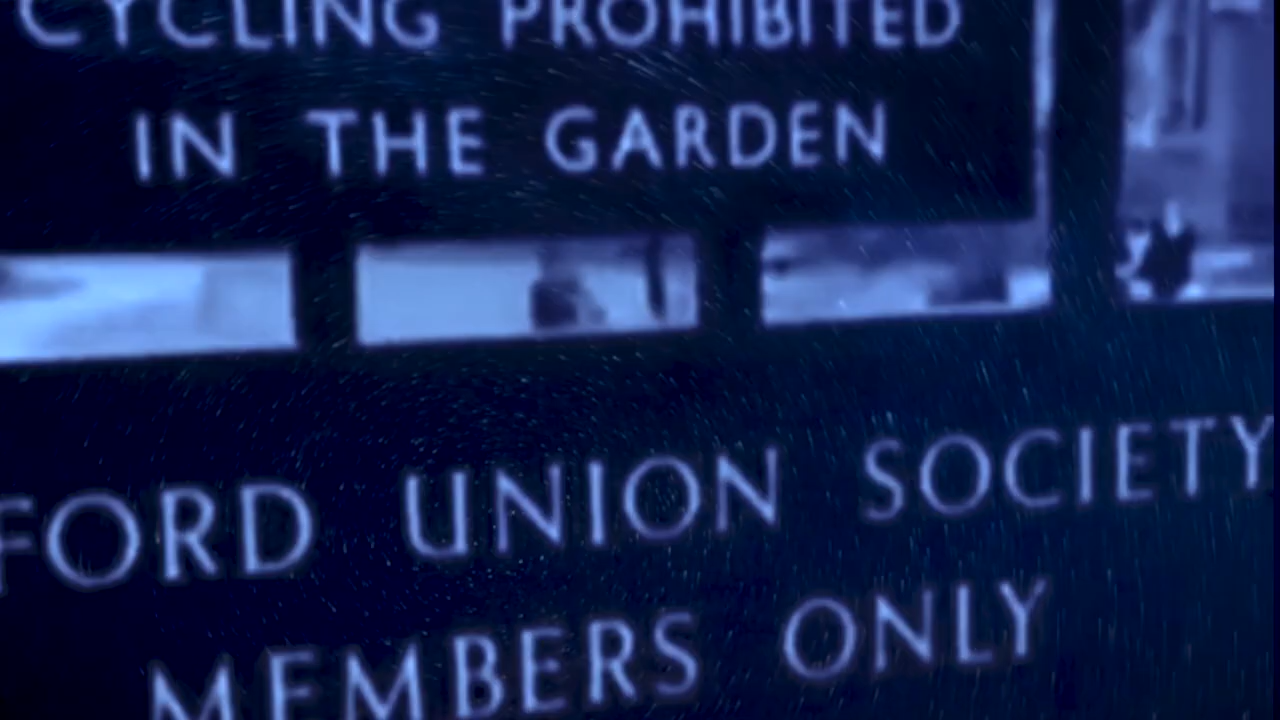 CYCLING PROHIBITED
IN THE GARDEN
FORD UNION SOCIETY
MEMBERS ONLY